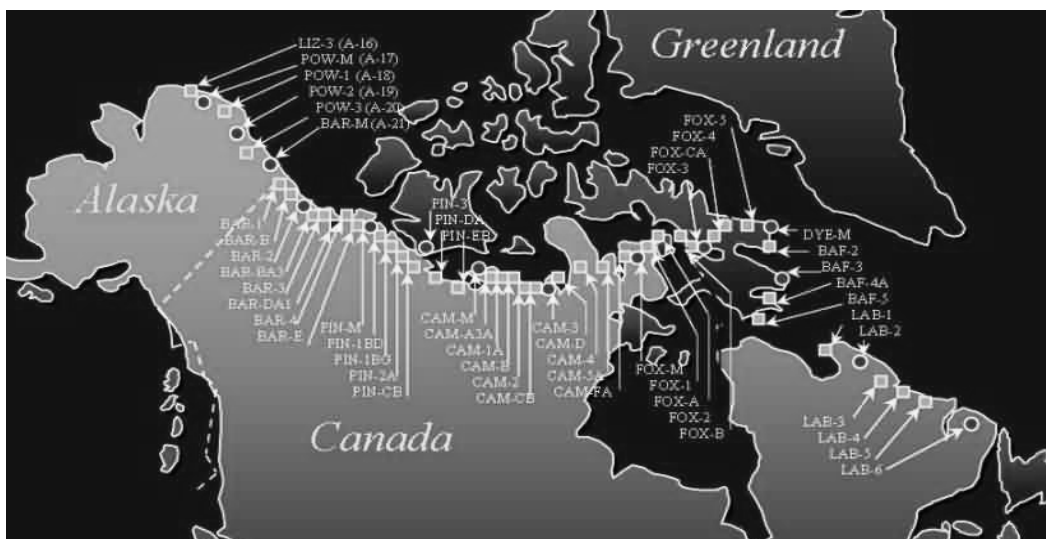 Greenland
LIZ-3 (A-16)
POW-M (A-17)
POW-1 (A-18)
POW-2 (A-19)
POW-3 (A-20)
BAR-M (A-21)
FOX-5
FOX-4
FOX-CA
FOX-3
Alaska
PIN-3
PIN-DA
PIN-EB
BAR-1
BAR-B
BAR-2
BAR-BA3
BAR-3
BAR-DA1
BAR-4
BAR-E
DYE-M
BAF-2
BAF-3
BAF-4A
BAF-5
LAB-1
LAB-2
PIN-M
PIN-1BD
PIN-1BG
PIN-2A
PIN-CB
CAM-M
CAM-A3A
CAM-1A
CAM-B
CAM-2
CAM-CB
CAM-3
CAM-D
CAM-4
CAM-5A
CAM-FA
FOX-M
FOX-1
FOX-A
FOX-2
FOX-B
Canada
LAB-3
LAB-4
LAB-5
LAB-6